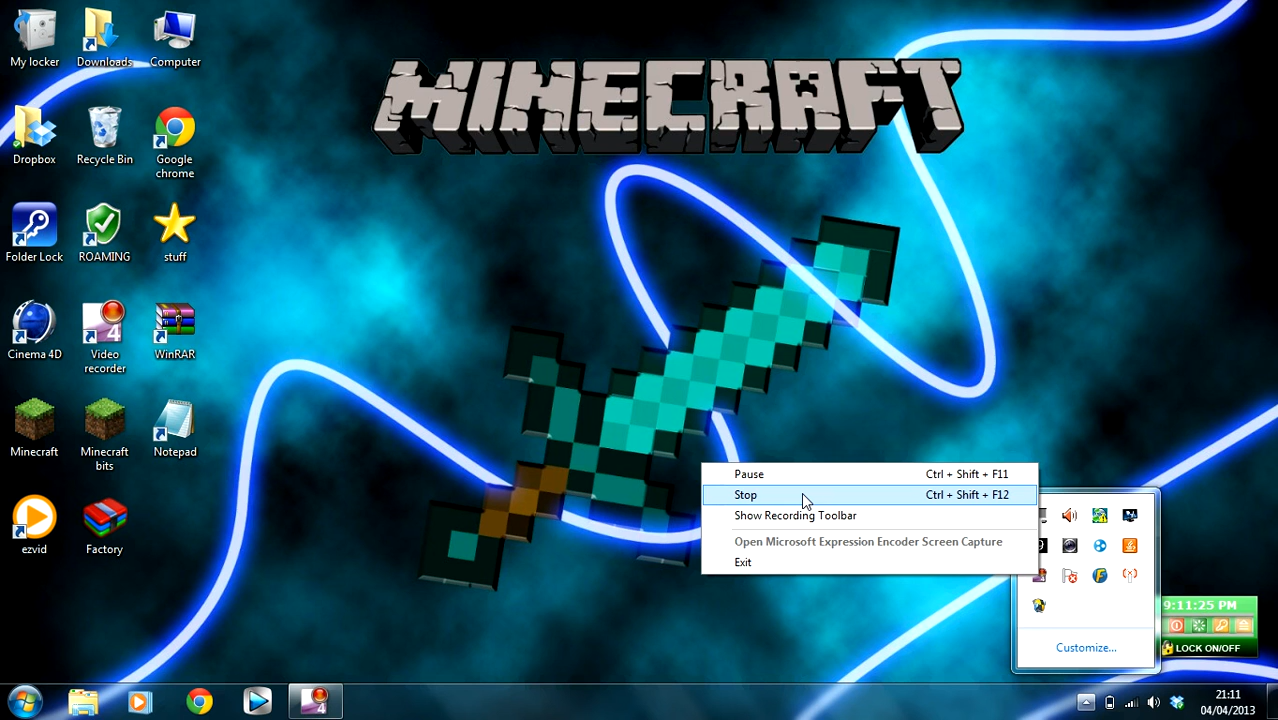 MINECRAFT
My locker
Downloads
Computer
Dropbox
Recycle Bin
Google
chrome
Folder Lock
ROAMING
stuff
Cinema 4D
4
Video
recorder
WinRAR
Minecraft
Minecraft
bits
Notepad
ezvid
Factory
Pause Ctrl + Shift + F11
Stop Ctrl + Shift + F12
Show Recording Toolbar
Open Microsoft Expression Encoder Screen Capture
Exit
9:11:25 PM
LOCK ON/OFF
Customize...
4
21:11
04/04/2013